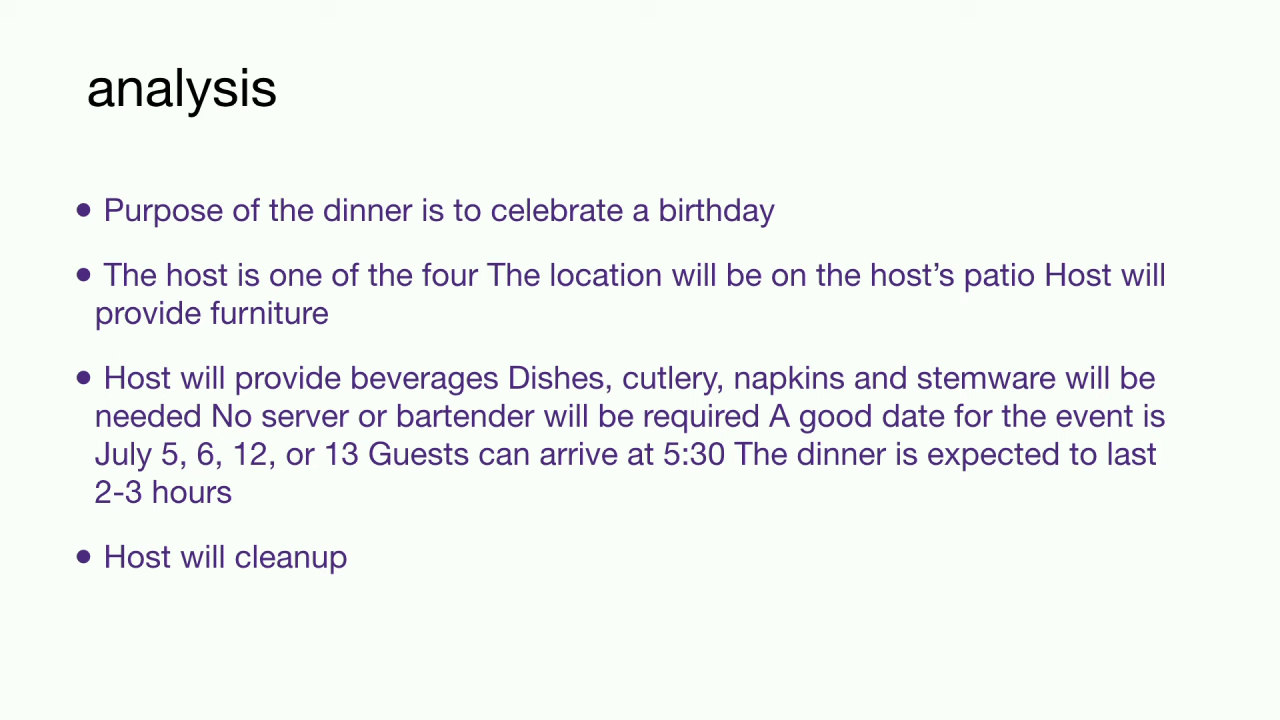 analysis
• Purpose of the dinner is to celebrate a birthday
• The host is one of the four The location will be on the host’s patio Host will
provide furniture
• Host will provide beverages Dishes, cutlery, napkins and stemware will be
needed No server or bartender will be required A good date for the event is
July 5, 6, 12, or 13 Guests can arrive at 5:30 The dinner is expected to last
2-3 hours
• Host will cleanup